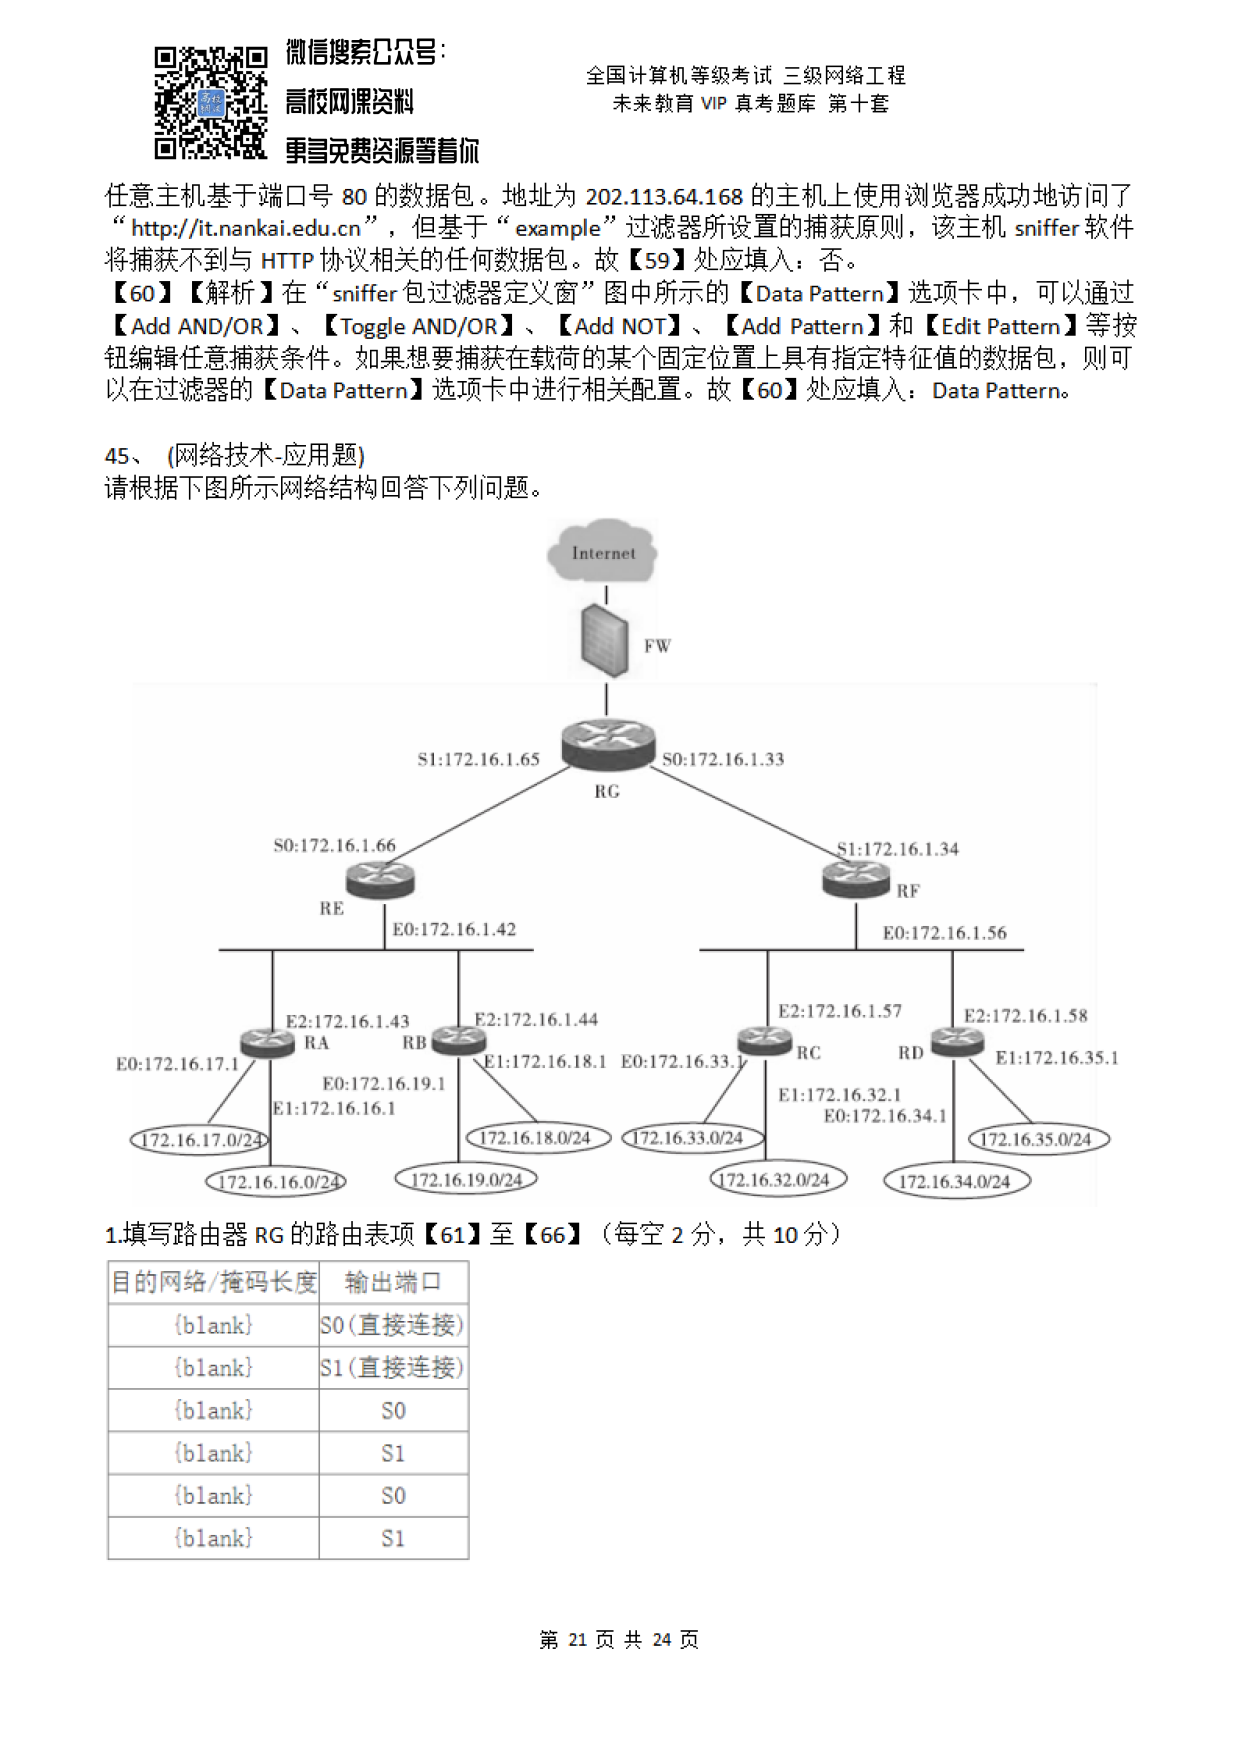 微信搜索公众号：
高校网课资料
更多免费资源等着你
高校
网课
全国计算机等级考试 三级网络工程
未来教育 VIP 真考题库 第十套
任意主机基于端口号 80 的数据包。地址为 202.113.64.168 的主机上使用浏览器成功地访问了
“http://it.nankai.edu.cn”，但基于“example”过滤器所设置的捕获原则，该主机 sniffer 软件
将捕获不到与 HTTP 协议相关的任何数据包。故【59】处应填入：否。
【60】【解析】在“sniffer 包过滤器定义窗”图中所示的【Data Pattern】选项卡中，可以通过
【Add AND/OR】、【Toggle AND/OR】、【Add NOT】、【Add Pattern】和【Edit Pattern】等按
钮编辑任意捕获条件。如果想要捕获在载荷的某个固定位置上具有指定特征值的数据包，则可
以在过滤器的【Data Pattern】选项卡中进行相关配置。故【60】处应填入：Data Pattern。
45、 (网络技术-应用题)
请根据下图所示网络结构回答下列问题。
Internet
FW
S1:172.16.1.65
S0:172.16.1.33
RG
S0:172.16.1.66
S1:172.16.1.34
RE
RF
E0:172.16.1.42
E0:172.16.1.56
E2:172.16.1.43
E2:172.16.1.44
E2:172.16.1.57
E2:172.16.1.58
RA
RB
RC
RD
E0:172.16.17.1
E1:172.16.18.1
E0:172.16.33.1
E1:172.16.35.1
E0:172.16.19.1
E1:172.16.16.1
E1:172.16.32.1
E0:172.16.34.1
172.16.17.0/24
172.16.18.0/24
172.16.33.0/24
172.16.35.0/24
172.16.16.0/24
172.16.19.0/24
172.16.32.0/24
172.16.34.0/24
1.填写路由器 RG 的路由表项【61】至【66】（每空 2 分，共 10 分）
目的网络/掩码长度 输出端口
{blank} S0(直接连接)
{blank} S1(直接连接)
{blank} S0
{blank} S1
{blank} S0
{blank} S1
第 21 页 共 24 页